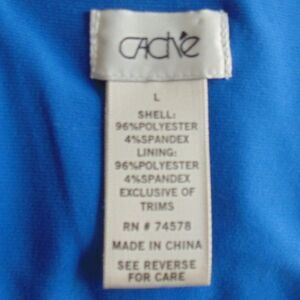 CAché
L
SHELL:
96%POLYESTER
4%SPANDEX
LINING:
96%POLYESTER
4%SPANDEX
EXCLUSIVE OF
TRIMS
RN # 74578
MADE IN CHINA
SEE REVERSE
FOR CARE